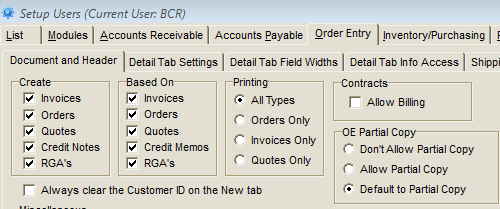 Setup Users (Current User: BCR)
List Modules Accounts Receivable Accounts Payable Order Entry Inventory/Purchasing
Document and Header Detail Tab Settings Detail Tab Field Widths Detail Tab Info Access
Create Based On Printing Contracts
Invoices Invoices All Types Allow Billing
Orders Orders Orders Only
Quotes Quotes Invoices Only
Credit Notes Credit Memos Quotes Only
RGA's RGA's
OE Partial Copy
Don't Allow Partial Copy
Allow Partial Copy
Default to Partial Copy
Always clear the Customer ID on the New tab